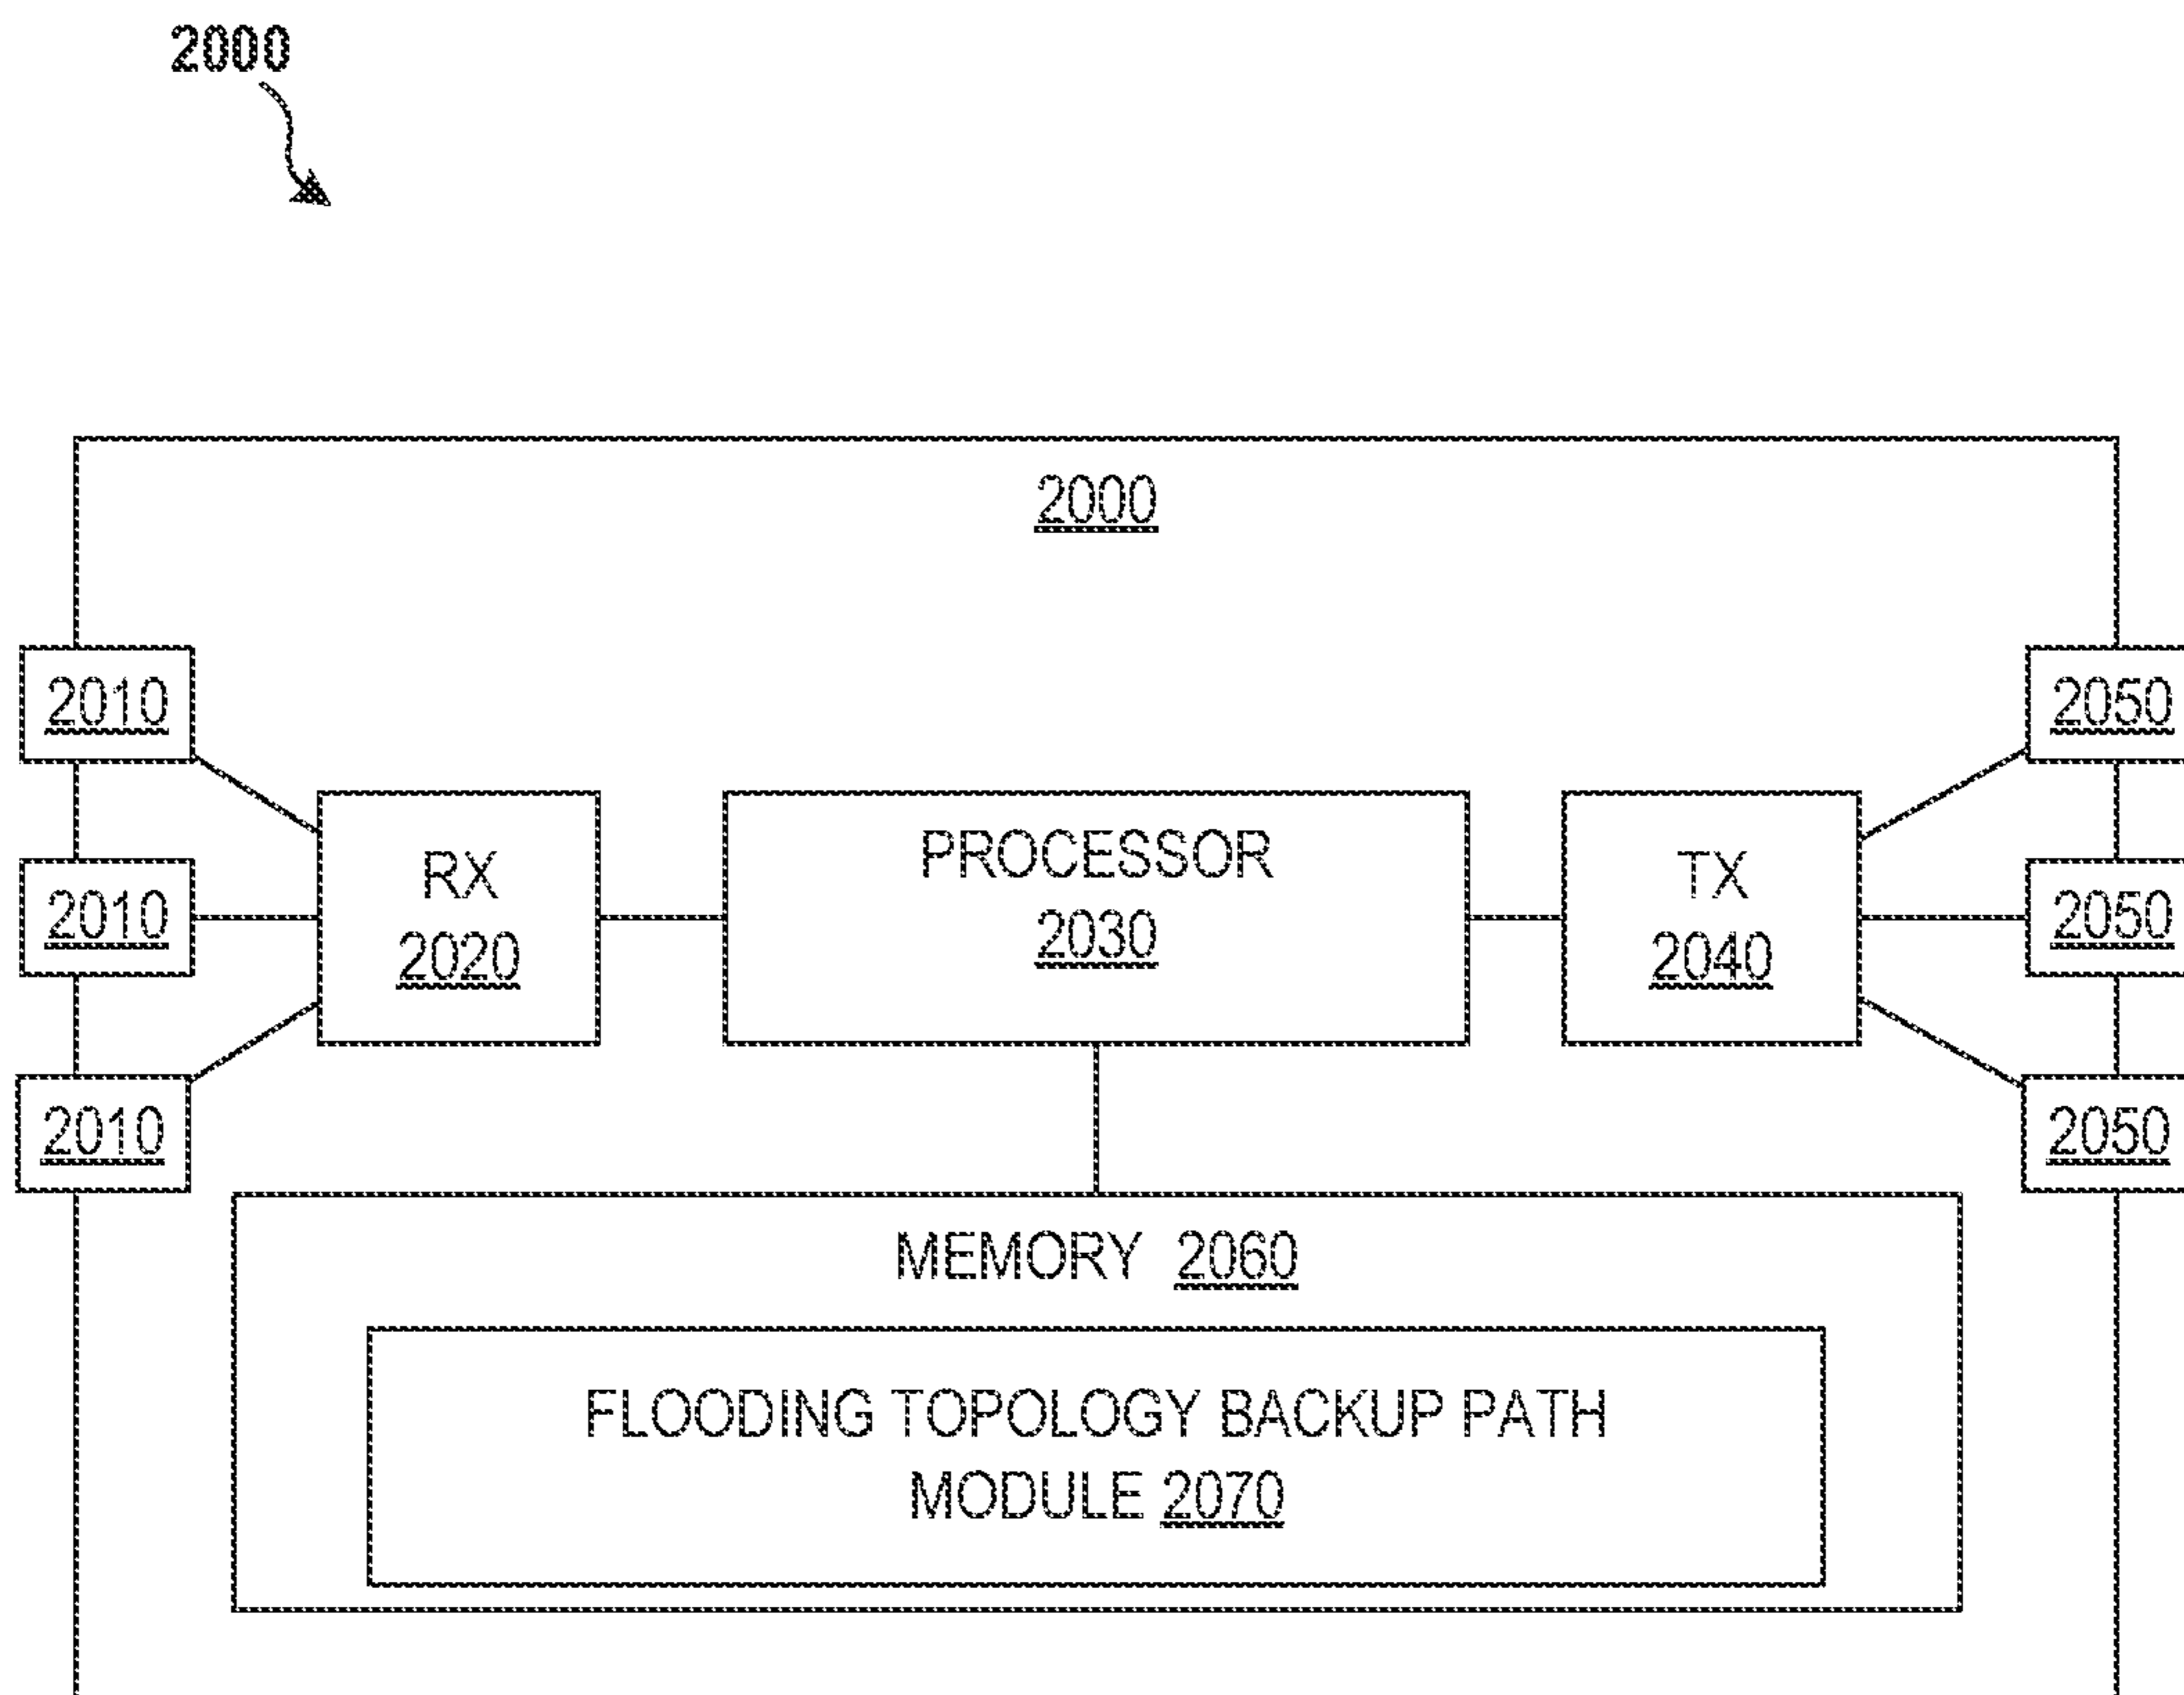 2000
2000
2010
2050
RX
2020
PROCESSOR
2030
TX
2040
2010
2050
2010
2050
MEMORY 2060
FLOODING TOPOLOGY BACKUP PATH
MODULE 2070